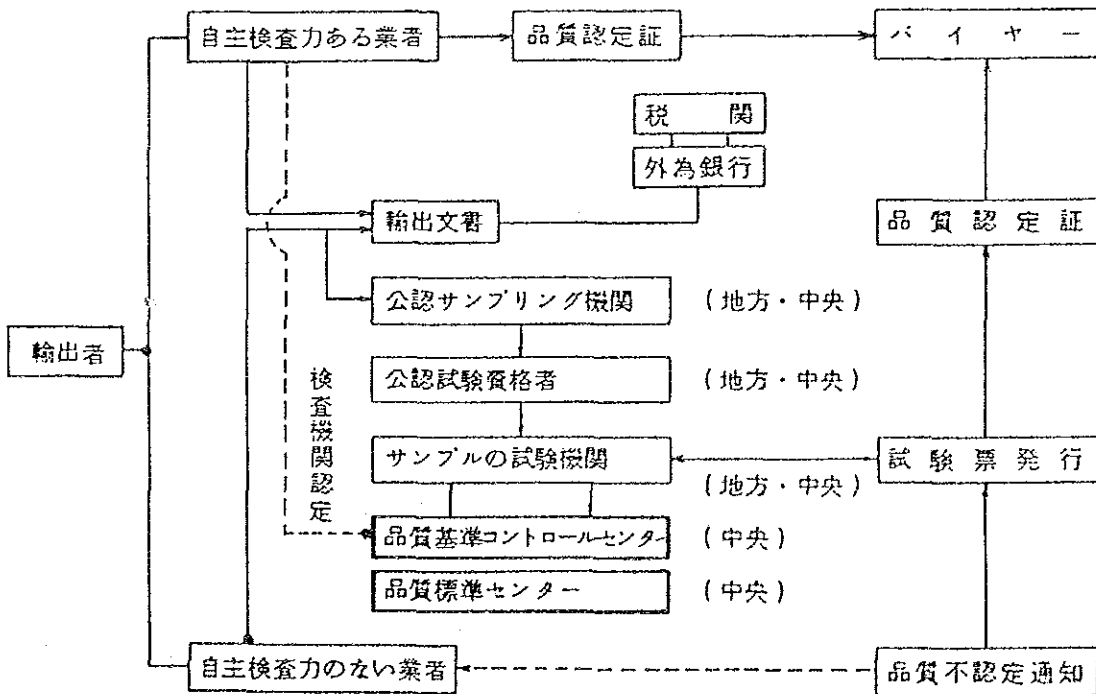 自主検査力ある業者 品質認定証 バイヤー
税関
外為銀行
輸出文書 品質認定証
公認サンプリング機関 (地方・中央)
輸出者
公認試験資格者 (地方・中央)
検査機関認定
サンプルの試験機関 試験票発行
(地方・中央)
品質基準コントロールセンター (中央)
品質標準センター (中央)
自主検査力のない業者 品質不認定通知